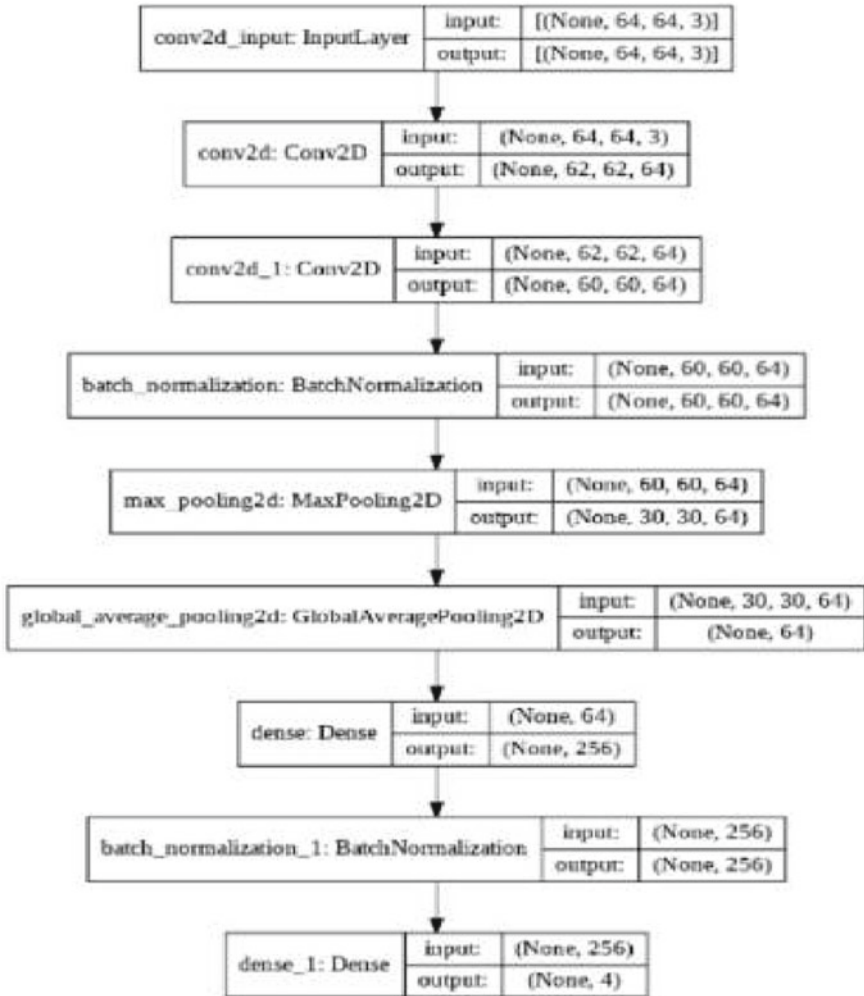 conv2d_input: InputLayer
input: [(None, 64, 64, 3)]
output: [(None, 64, 64, 3)]
conv2d: Conv2D
input: (None, 64, 64, 3)
output: (None, 62, 62, 64)
conv2d_1: Conv2D
input: (None, 62, 62, 64)
output: (None, 60, 60, 64)
batch_normalization: BatchNormalization
input: (None, 60, 60, 64)
output: (None, 60, 60, 64)
max_pooling2d: MaxPooling2D
input: (None, 60, 60, 64)
output: (None, 30, 30, 64)
global_average_pooling2d: GlobalAveragePooling2D
input: (None, 30, 30, 64)
output: (None, 64)
dense: Dense
input: (None, 64)
output: (None, 256)
batch_normalization_1: BatchNormalization
input: (None, 256)
output: (None, 256)
dense_1: Dense
input: (None, 256)
output: (None, 4)